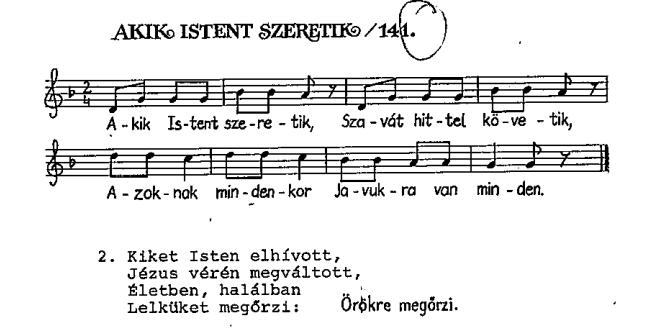 AKIK ISTENT SZERETIK /141.
2
4
A-kik Is-tent sze-re-tik, Sza-vát hit-tel kö-ve-tik,
A-zok-nak min-den-kor Ja-vuk-ra van min-den.
2. Kiket Isten elhívott,
Jézus vérén megváltott,
Életben, halálban
Lelküket megőrzi: Örökre megőrzi.